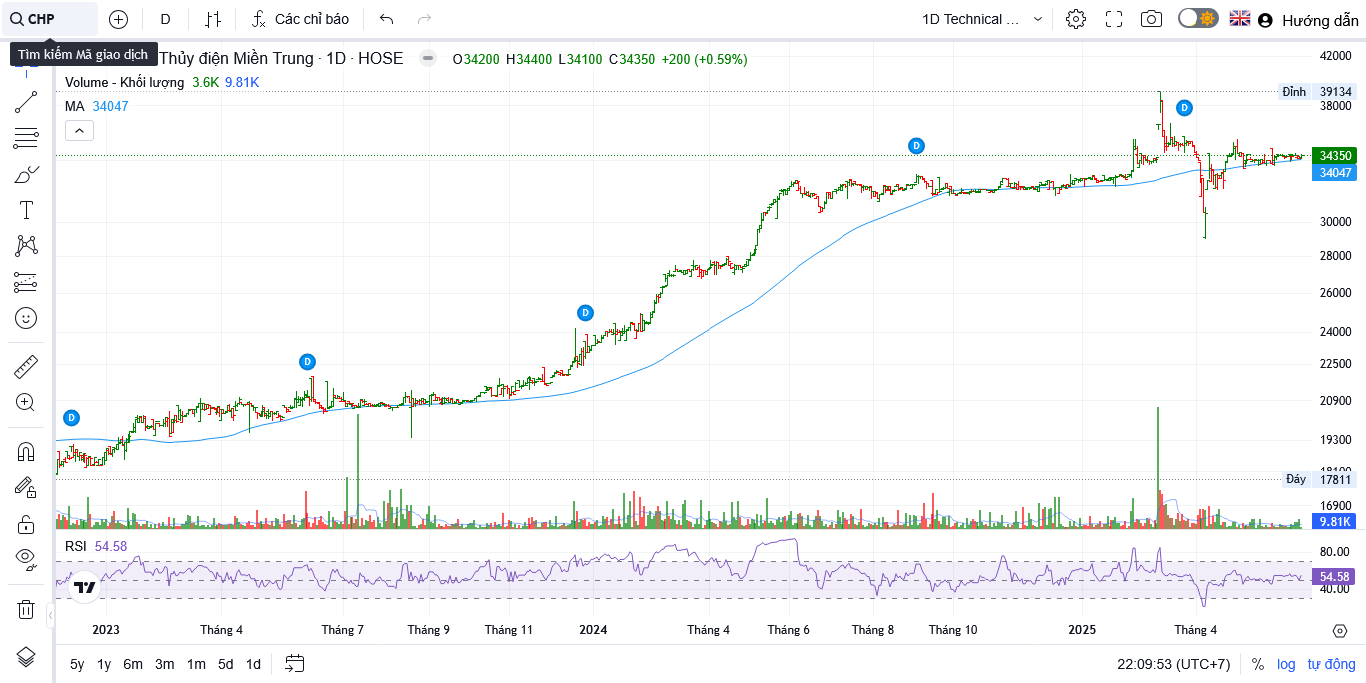 CHP
D
Các chỉ báo
1D Technical ...
Hướng dẫn
Tìm kiếm Mã giao dịch
Thủy điện Miền Trung · 1D · HOSE
O34200 H34400 L34100 C34350 +200 (+0.59%)
Volume - Khối lượng 3.6K 9.81K
MA 34047
42000
Đỉnh 39134
38000
34350
34047
30000
28000
26000
24000
22500
20900
19300
18100
Đáy 17811
16900
9.81K
D
D
D
D
D
RSI 54.58
80.00
54.58
40.00
2023
Tháng 4
Tháng 7
Tháng 9
Tháng 11
2024
Tháng 4
Tháng 6
Tháng 8
Tháng 10
2025
Tháng 4
5y 1y 6m 3m 1m 5d 1d
22:09:53 (UTC+7)
% log tự động